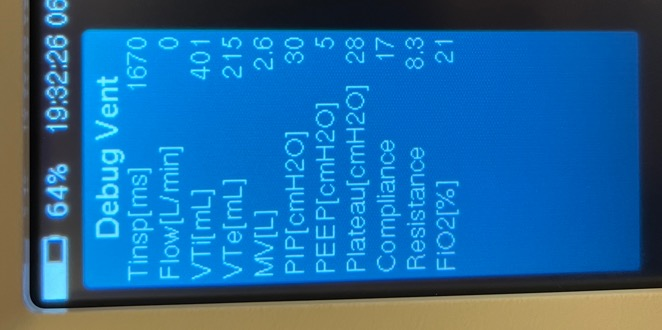 64% 19:32:26 06
Debug Vent
Tinsp[ms] 1670
Flow[L/min] 0
VTi[mL] 401
VTe[mL] 215
MV[L] 2.6
PIP[cmH2O] 30
PEEP[cmH2O] 5
Plateau[cmH2O] 28
Compliance 17
Resistance 8.3
FiO2[%] 21